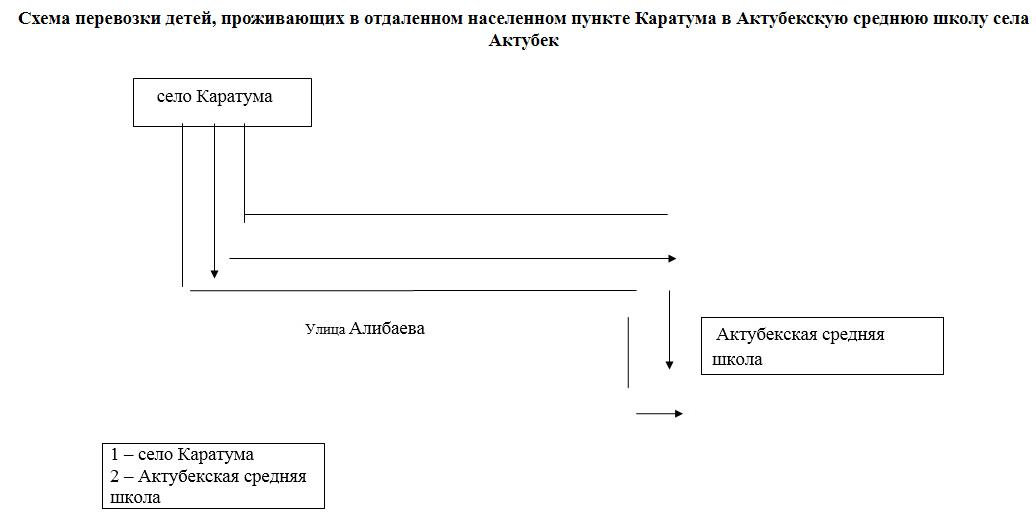 Схема перевозки детей, проживающих в отдаленном населенном пункте Каратума в Актубекскую среднюю школу села
Актубек
село Каратума
Улица Алибаева
Актубекская средняя
школа
1 – село Каратума
2 – Актубекская средняя
школа